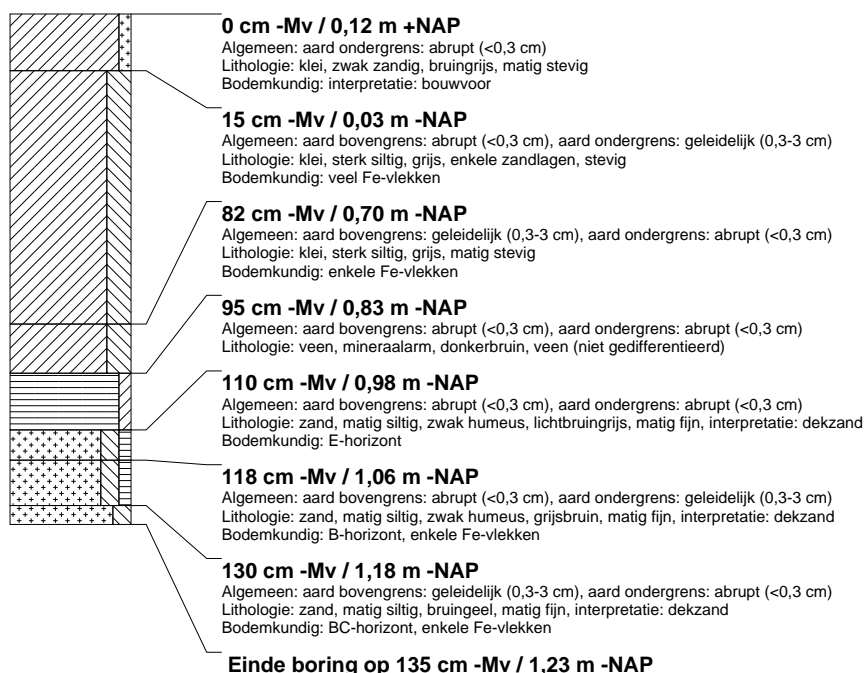 0 cm -Mv / 0,12 m +NAP
Algemeen: aard ondergrens: abrupt (<0,3 cm)
Lithologie: klei, zwak zandig, bruingrijs, matig stevig
Bodemkundig: interpretatie: bouwvoor
15 cm -Mv / 0,03 m -NAP
Algemeen: aard bovengrens: abrupt (<0,3 cm), aard ondergrens: geleidelijk (0,3-3 cm)
Lithologie: klei, sterk siltig, grijs, enkele zandlagen, stevig
Bodemkundig: veel Fe-vlekken
82 cm -Mv / 0,70 m -NAP
Algemeen: aard bovengrens: geleidelijk (0,3-3 cm), aard ondergrens: abrupt (<0,3 cm)
Lithologie: klei, sterk siltig, grijs, matig stevig
Bodemkundig: enkele Fe-vlekken
95 cm -Mv / 0,83 m -NAP
Algemeen: aard bovengrens: abrupt (<0,3 cm), aard ondergrens: abrupt (<0,3 cm)
Lithologie: veen, mineraalarm, donkerbruin, veen (niet gedifferentieerd)
110 cm -Mv / 0,98 m -NAP
Algemeen: aard bovengrens: abrupt (<0,3 cm), aard ondergrens: abrupt (<0,3 cm)
Lithologie: zand, matig siltig, zwak humeus, lichtbruingrijs, matig fijn, interpretatie: dekzand
Bodemkundig: E-horizont
118 cm -Mv / 1,06 m -NAP
Algemeen: aard bovengrens: abrupt (<0,3 cm), aard ondergrens: geleidelijk (0,3-3 cm)
Lithologie: zand, matig siltig, zwak humeus, grijsbruin, matig fijn, interpretatie: dekzand
Bodemkundig: B-horizont, enkele Fe-vlekken
130 cm -Mv / 1,18 m -NAP
Algemeen: aard bovengrens: geleidelijk (0,3-3 cm), aard ondergrens: abrupt (<0,3 cm)
Lithologie: zand, matig siltig, bruingeel, matig fijn, interpretatie: dekzand
Bodemkundig: BC-horizont, enkele Fe-vlekken
Einde boring op 135 cm -Mv / 1,23 m -NAP